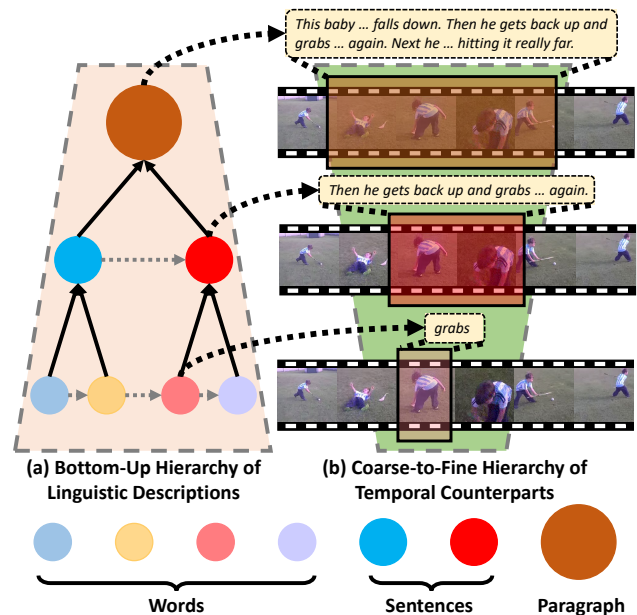 This baby ... falls down. Then he gets back up and
grabs ... again. Next he ... hitting it really far.
Then he gets back up and grabs ... again.
grabs
(a) Bottom-Up Hierarchy of
Linguistic Descriptions
(b) Coarse-to-Fine Hierarchy of
Temporal Counterparts
Words
Sentences
Paragraph